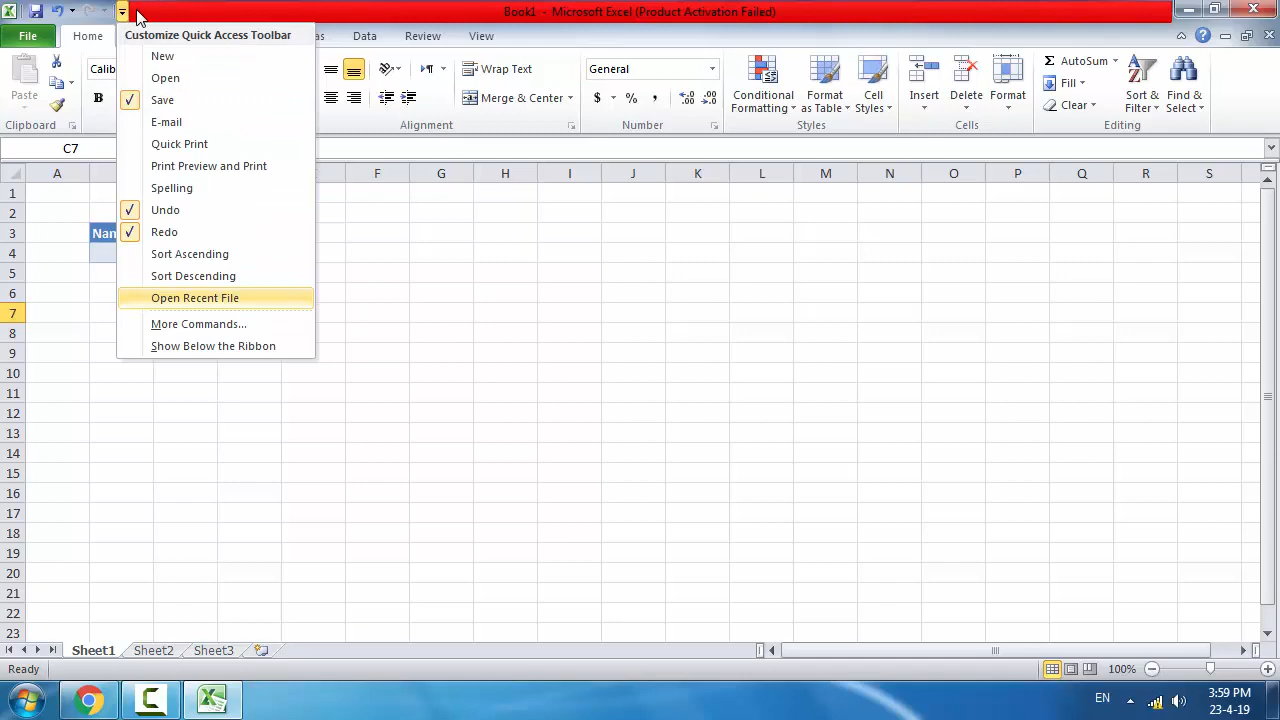 Book1 - Microsoft Excel (Product Activation Failed)
File Home Data Review View
Customize Quick Access Toolbar
New
Open
Save
E-mail
Quick Print
Print Preview and Print
Spelling
Undo
Redo
Sort Ascending
Sort Descending
Open Recent File
More Commands...
Show Below the Ribbon
Paste
Clipboard
B
Wrap Text
Merge & Center
Alignment
General
$ % ,
Number
Conditional Formatting
Format as Table
Cell Styles
Styles
Insert
Delete
Format
Cells
Σ AutoSum
Fill
Clear
Sort & Filter
Find & Select
Editing
C7
A F G H I J K L M N O P Q R S
1
2
3
4
5
6
7
8
9
10
11
12
13
14
15
16
17
18
19
20
21
22
23
Sheet1 Sheet2 Sheet3
Ready 100%
EN 3:59 PM
23-4-19